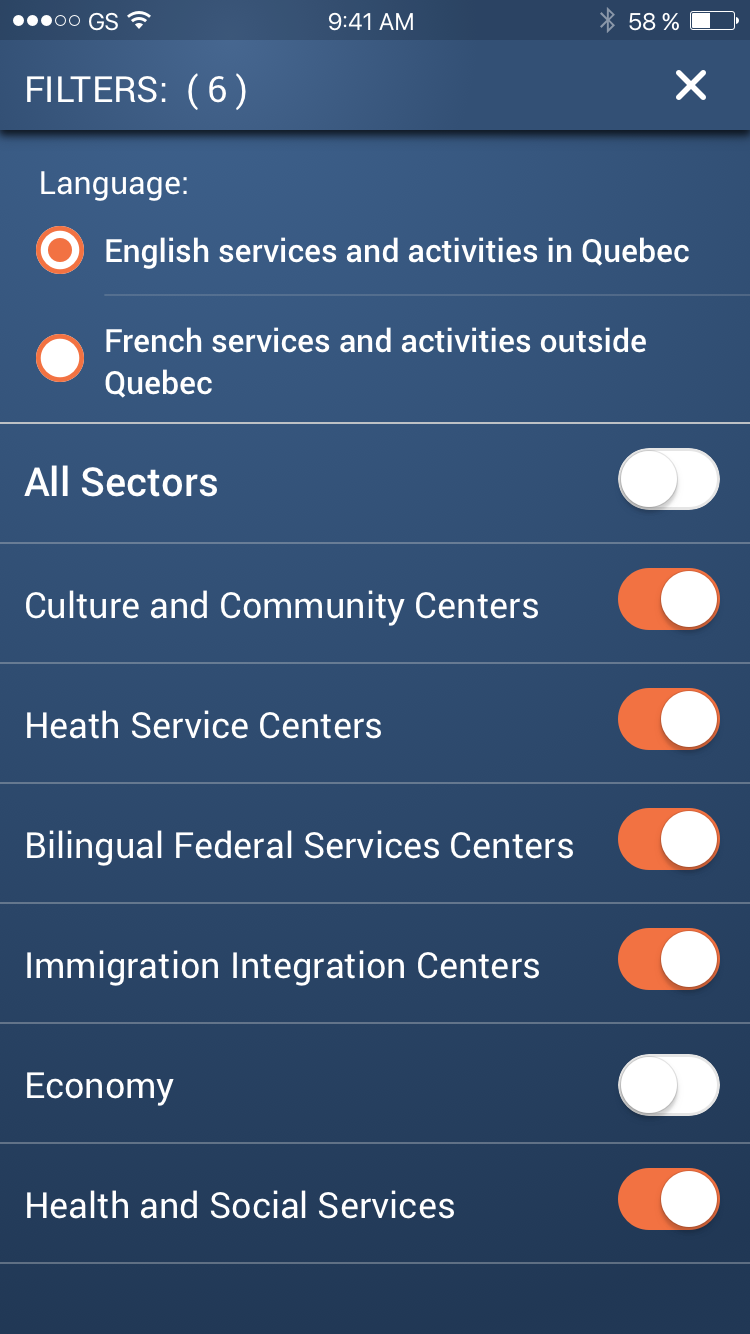 GS 9:41 AM 58 %
FILTERS: ( 6 )
Language:
English services and activities in Quebec
French services and activities outside
Quebec
All Sectors
Culture and Community Centers
Heath Service Centers
Bilingual Federal Services Centers
Immigration Integration Centers
Economy
Health and Social Services